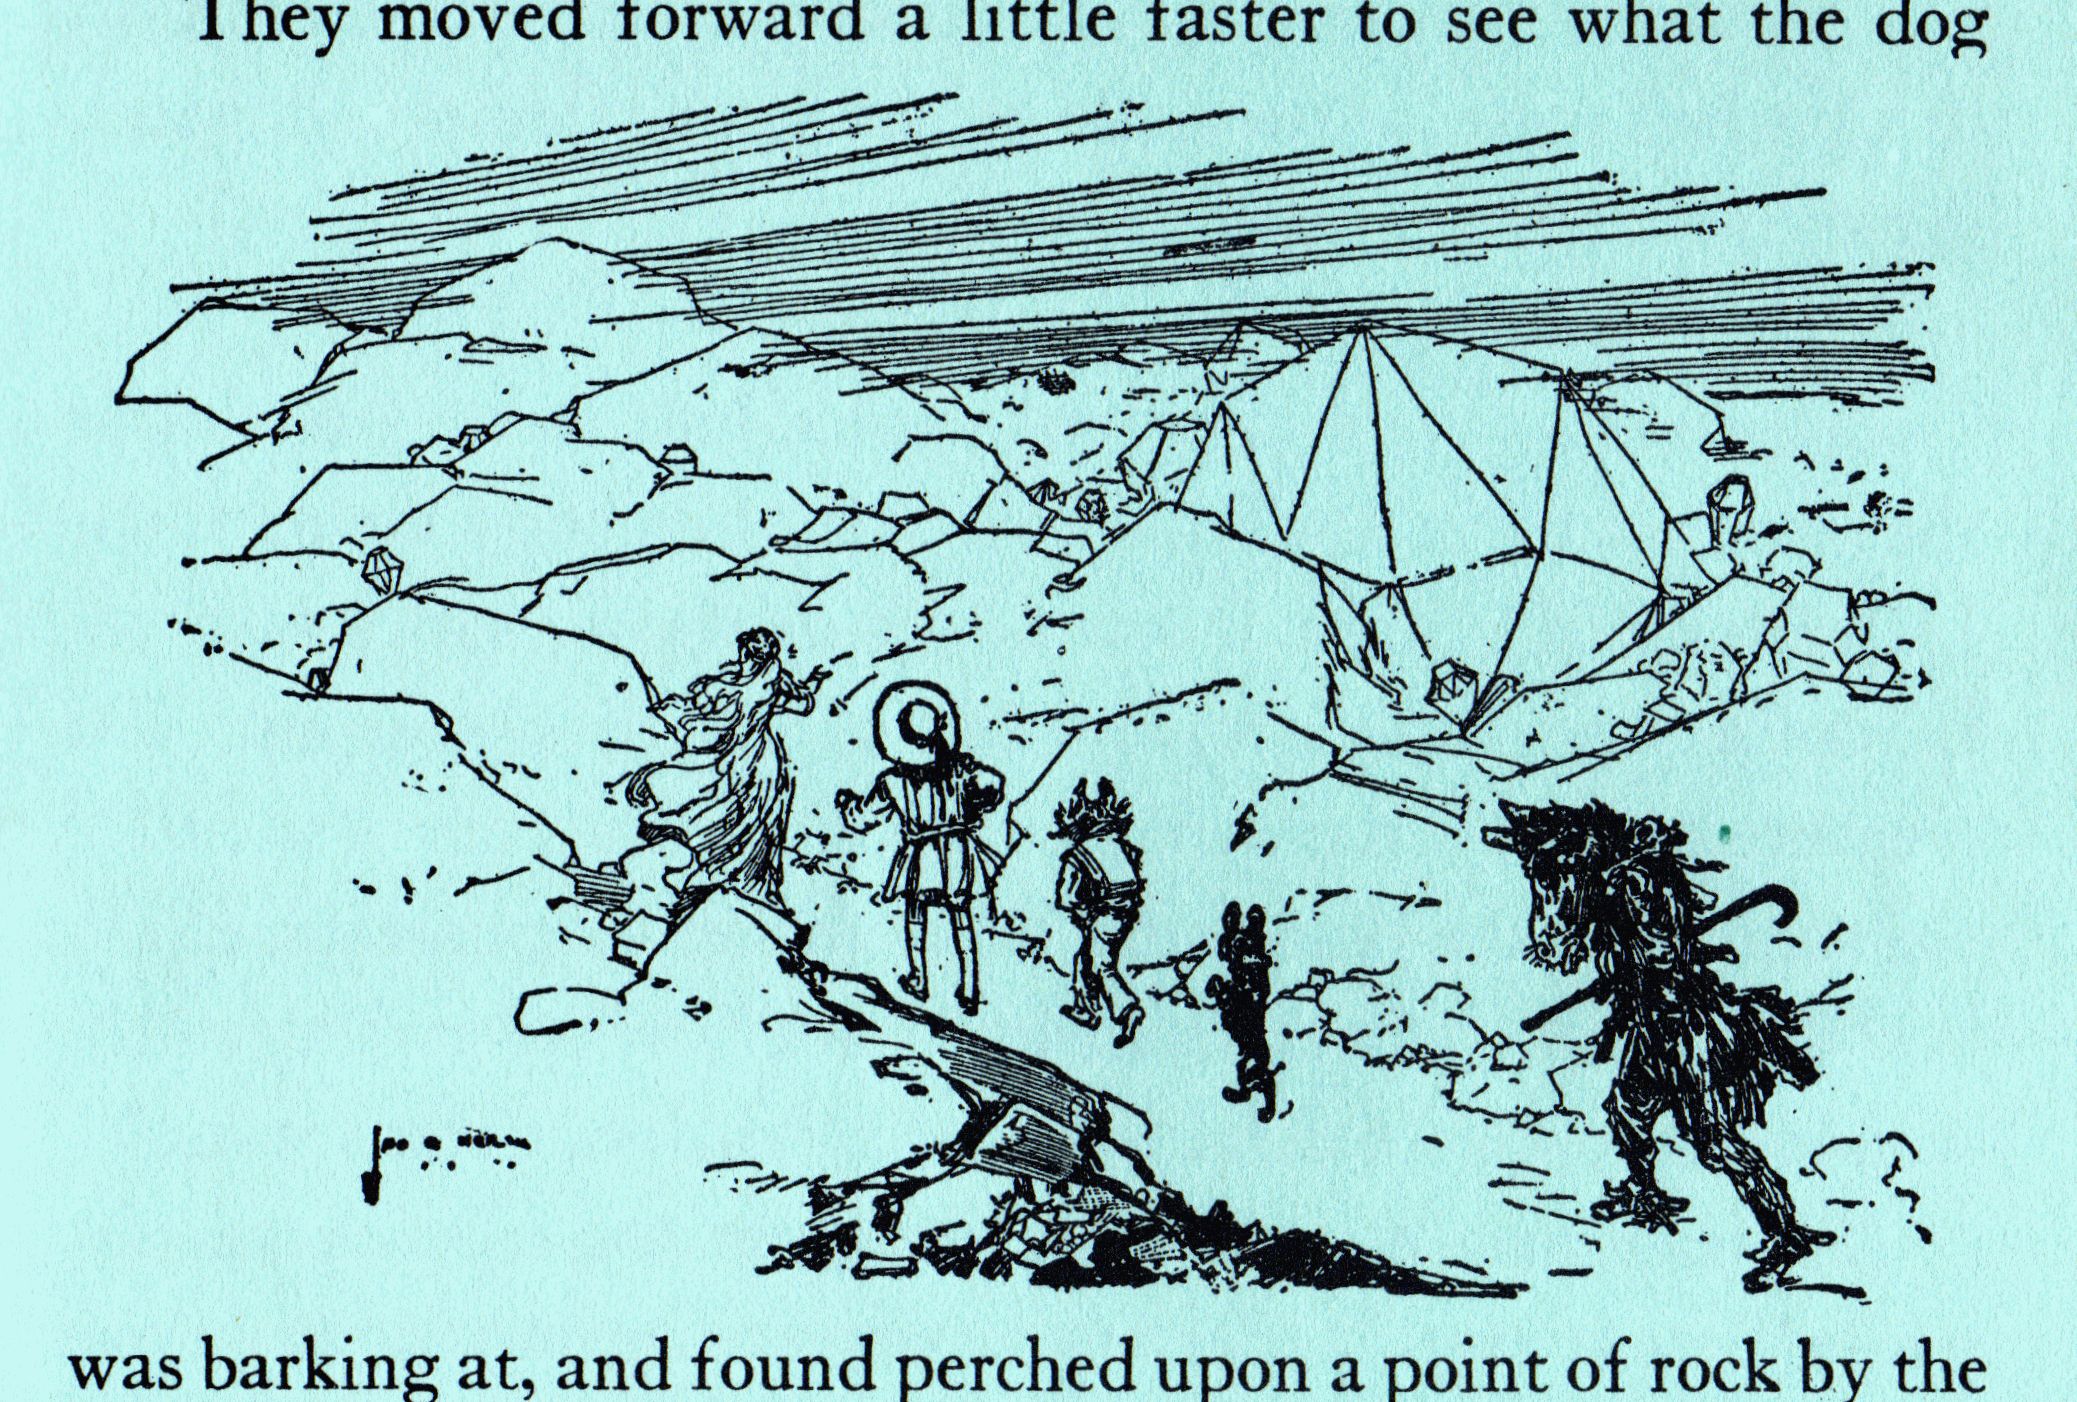 They moved forward a little faster to see what the dog
was barking at, and found perched upon a point of rock by the